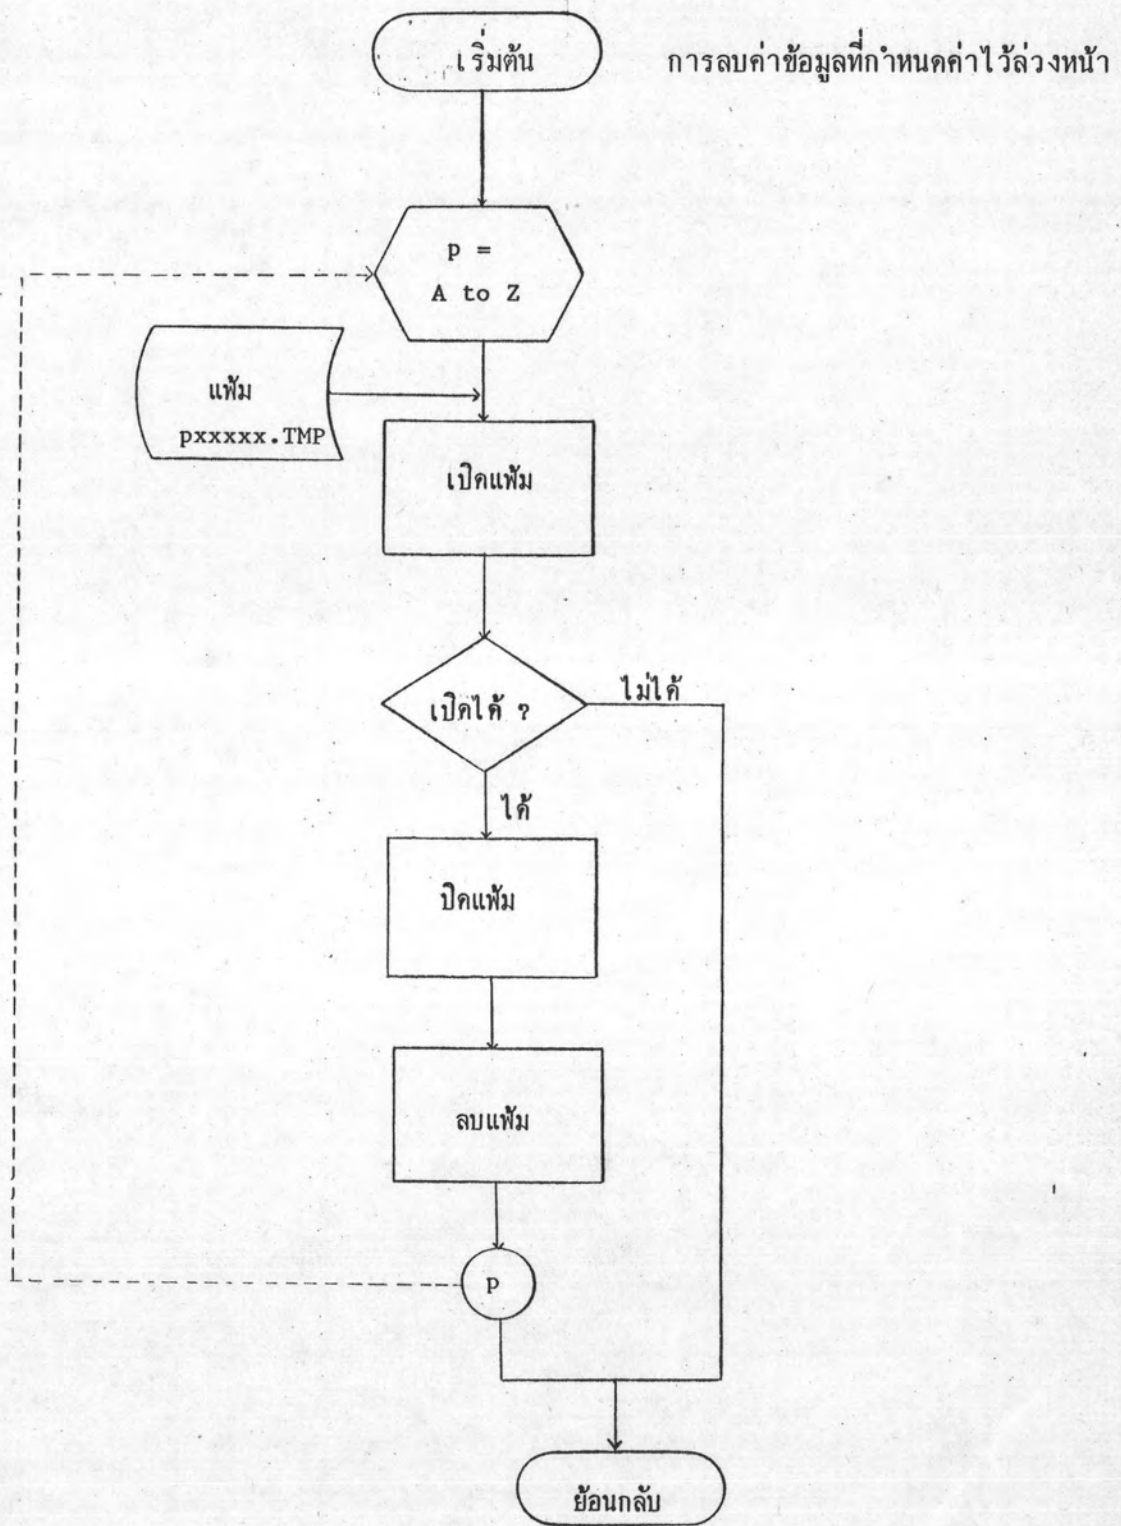 เริ่มต้น
การลบค่าข้อมูลที่กำหนดค่าไว้ล่วงหน้า
p =
A to Z
แฟ้ม
pxxxxx.TMP
เปิดแฟ้ม
เปิดได้ ?
ไม่ได้
ได้
ปิดแฟ้ม
ลบแฟ้ม
p
ย้อนกลับ